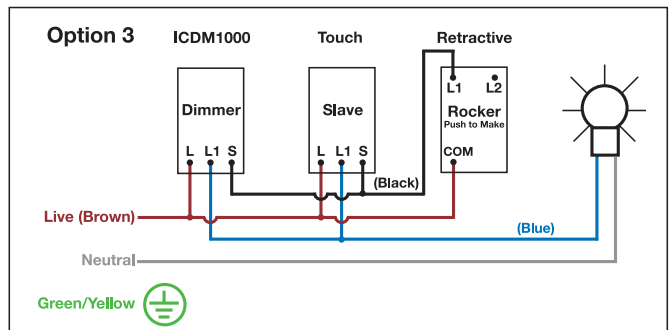 Option 3
ICDM1000
Touch
Retractive
Dimmer
L L1 S
Slave
L L1 S
L1 L2
Rocker
Push to Make
COM
(Black)
Live (Brown)
(Blue)
Neutral
Green/Yellow